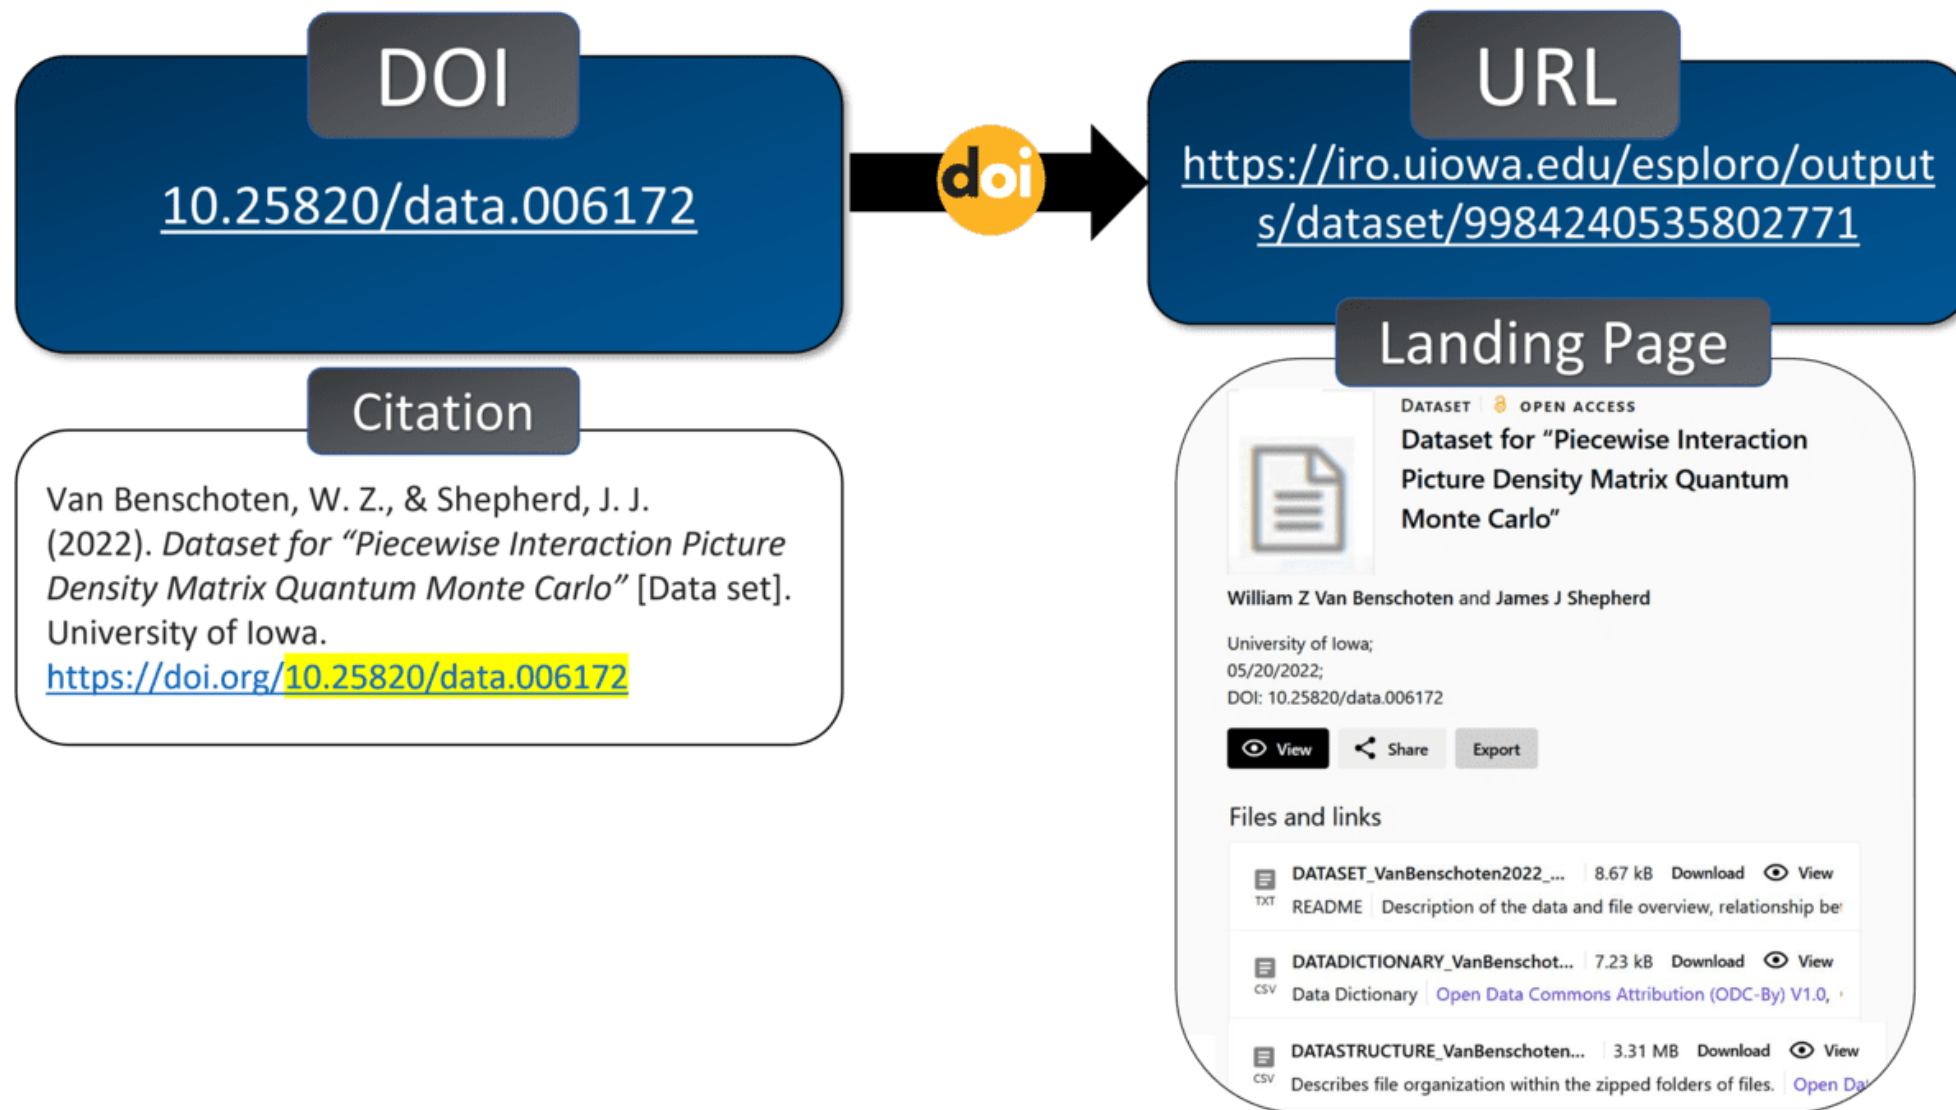 DOI
10.25820/data.006172
doi
URL
https://iro.uiowa.edu/esploro/output
s/dataset/9984240535802771
Citation
Van Benschoten, W. Z., & Shepherd, J. J.
(2022). Dataset for “Piecewise Interaction Picture
Density Matrix Quantum Monte Carlo” [Data set].
University of Iowa.
https://doi.org/10.25820/data.006172
Landing Page
DATASET OPEN ACCESS
Dataset for “Piecewise Interaction
Picture Density Matrix Quantum
Monte Carlo”
William Z Van Benschoten and James J Shepherd
University of Iowa;
05/20/2022;
DOI: 10.25820/data.006172
View Share Export
Files and links
DATASET_VanBenschoten2022_... 8.67 kB Download View
TXT README Description of the data and file overview, relationship be
DATADICTIONARY_VanBenschot... 7.23 kB Download View
CSV Data Dictionary Open Data Commons Attribution (ODC-By) V1.0,
DATASTRUCTURE_VanBenschoten... 3.31 MB Download View
CSV Describes file organization within the zipped folders of files. Open Da